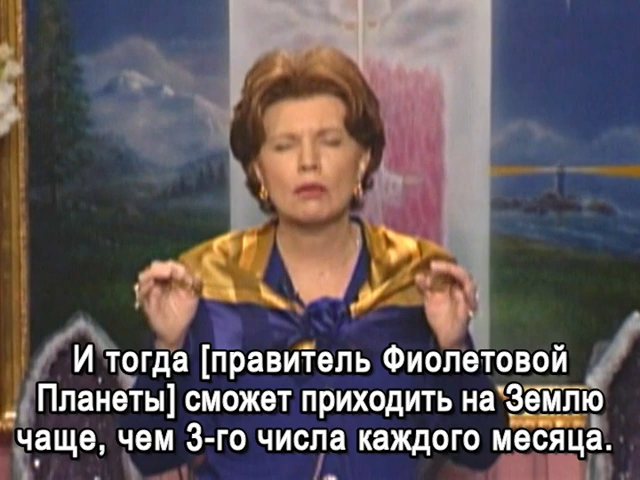 И тогда [правитель Фиолетовой
Планеты] сможет приходить на Землю
чаще, чем 3-го числа каждого месяца.